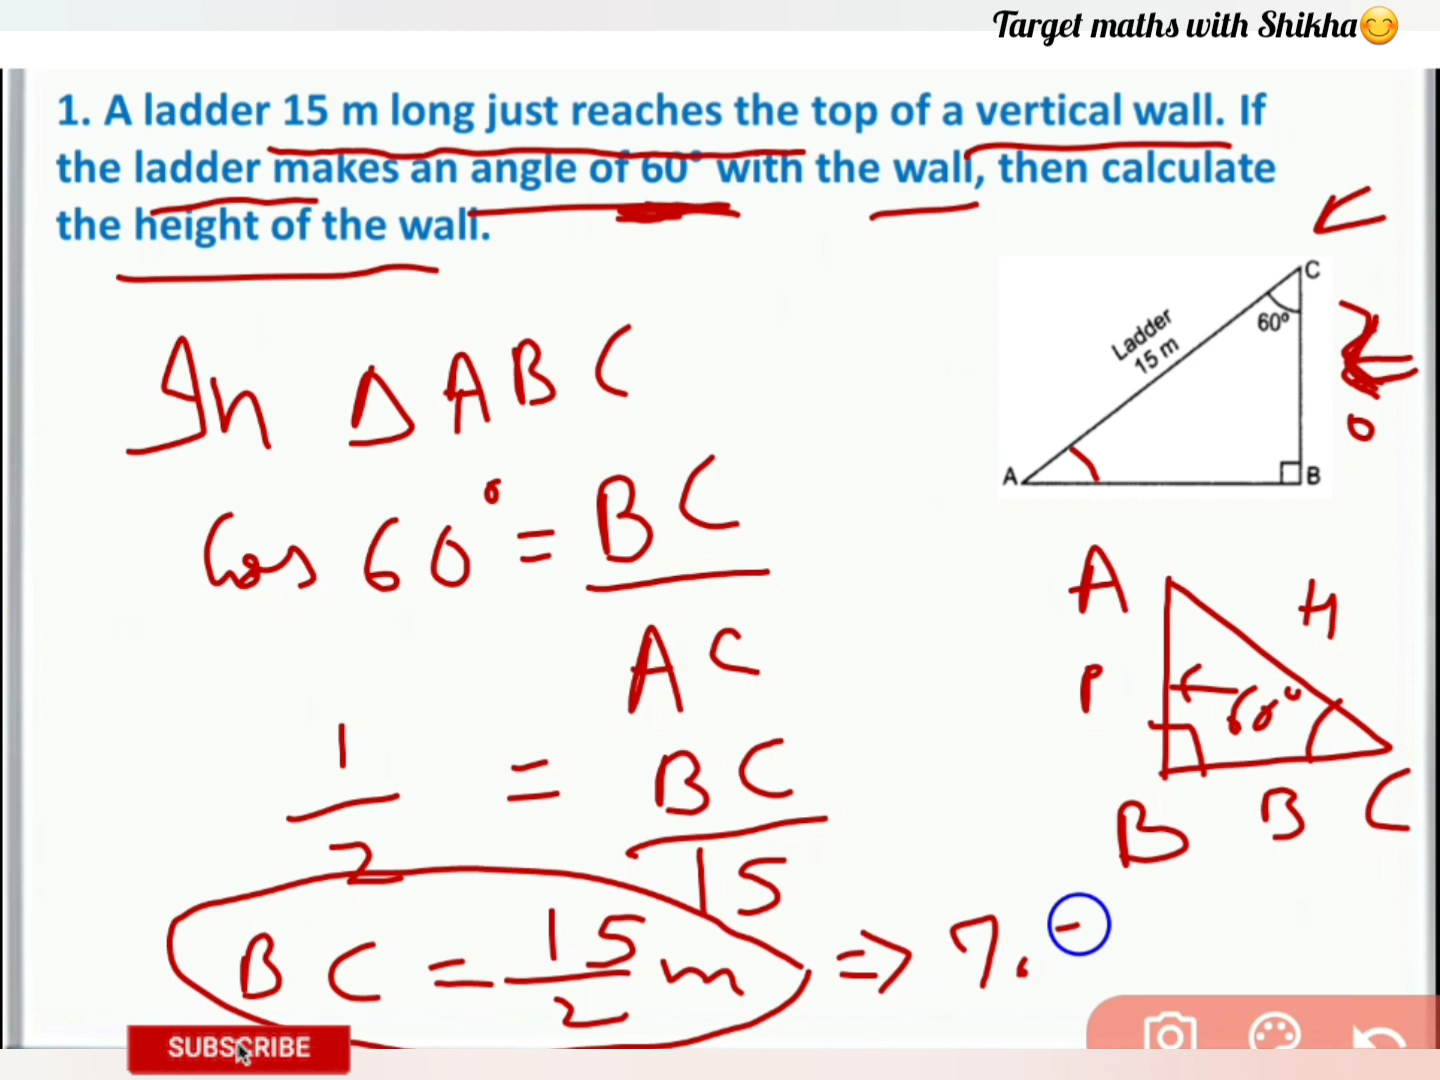 Target maths with Shikha😊
1. A ladder 15 m long just reaches the top of a vertical wall. If
the ladder makes an angle of 60° with the wall, then calculate
the height of the wall.
C
60º
Ladder
15 m
A
B
In Δ ABC
Cos 60° = BC
AC
1
2
=
BC
15
BC = 15/2 m ⇒ 7.
A
H
P
60°
B
B
C
SUBSCRIBE